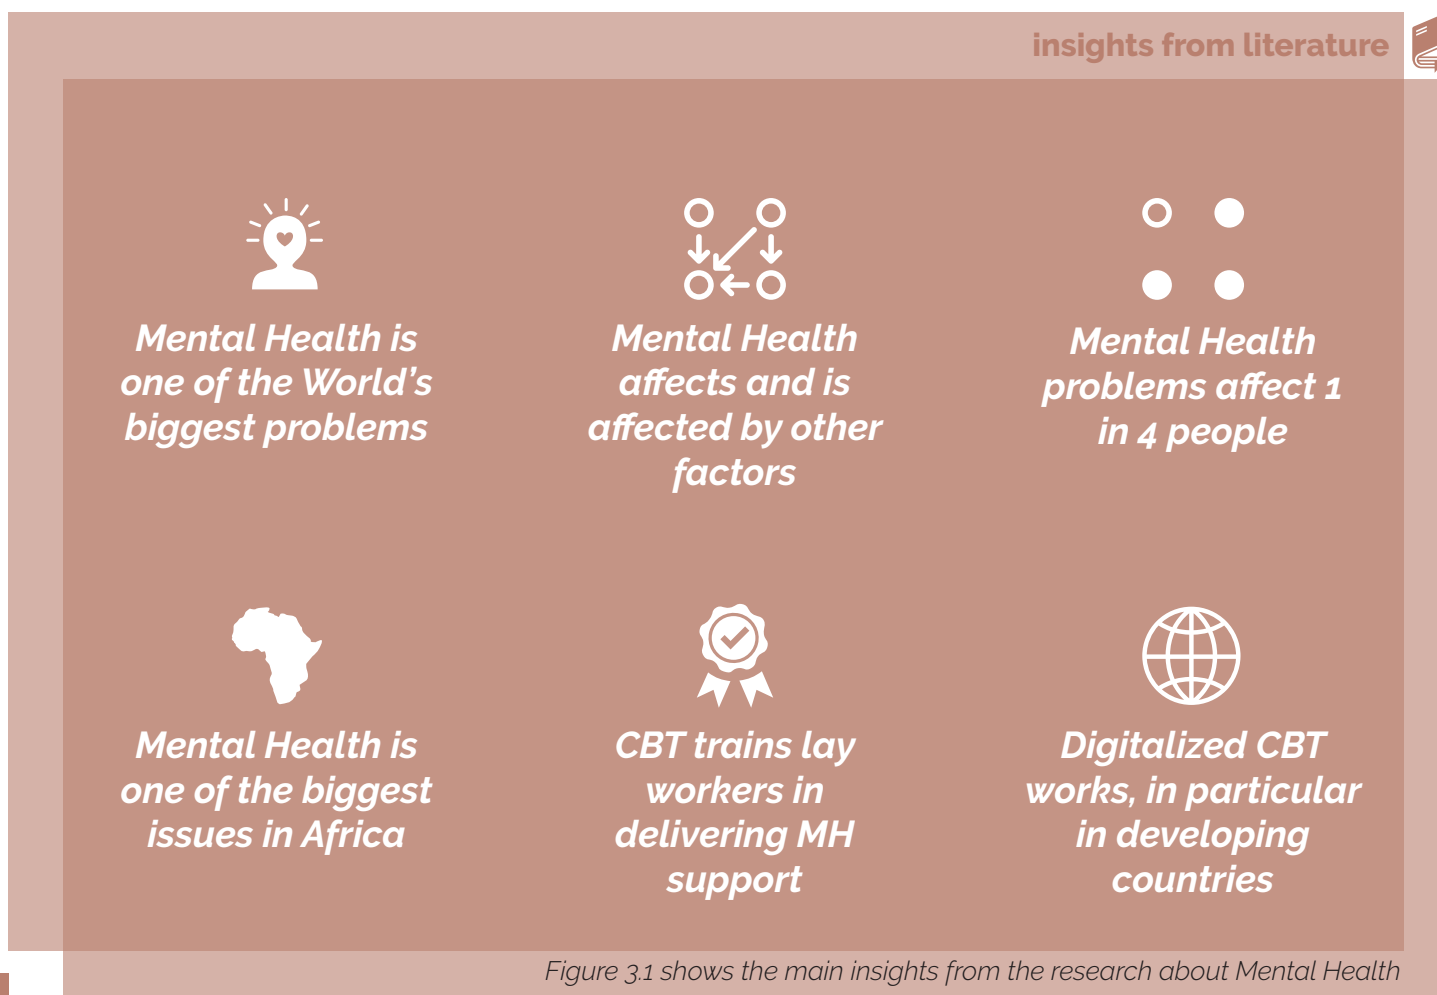 insights from literature
Mental Health is
one of the World's
biggest problems
Mental Health
affects and is
affected by other
factors
Mental Health
problems affect 1
in 4 people
Mental Health is
one of the biggest
issues in Africa
CBT trains lay
workers in
delivering MH
support
Digitalized CBT
works, in particular
in developing
countries
Figure 3.1 shows the main insights from the research about Mental Health